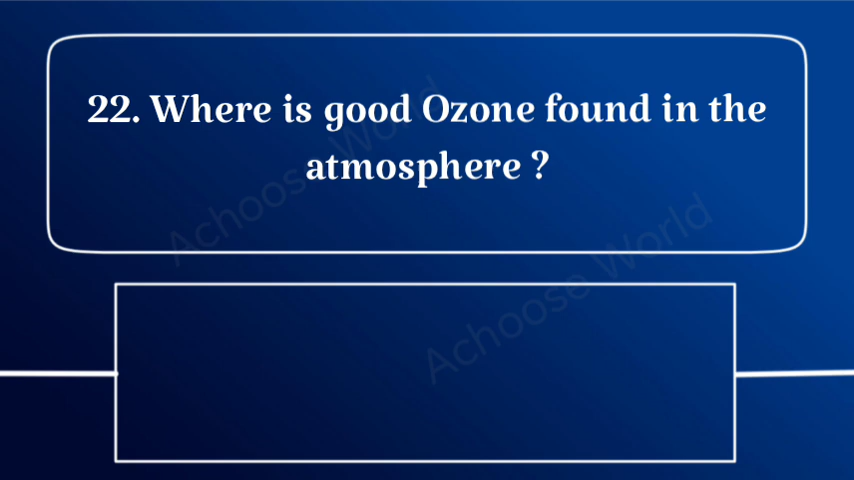 22. Where is good Ozone found in the
atmosphere ?
Achoose World
Achoose World